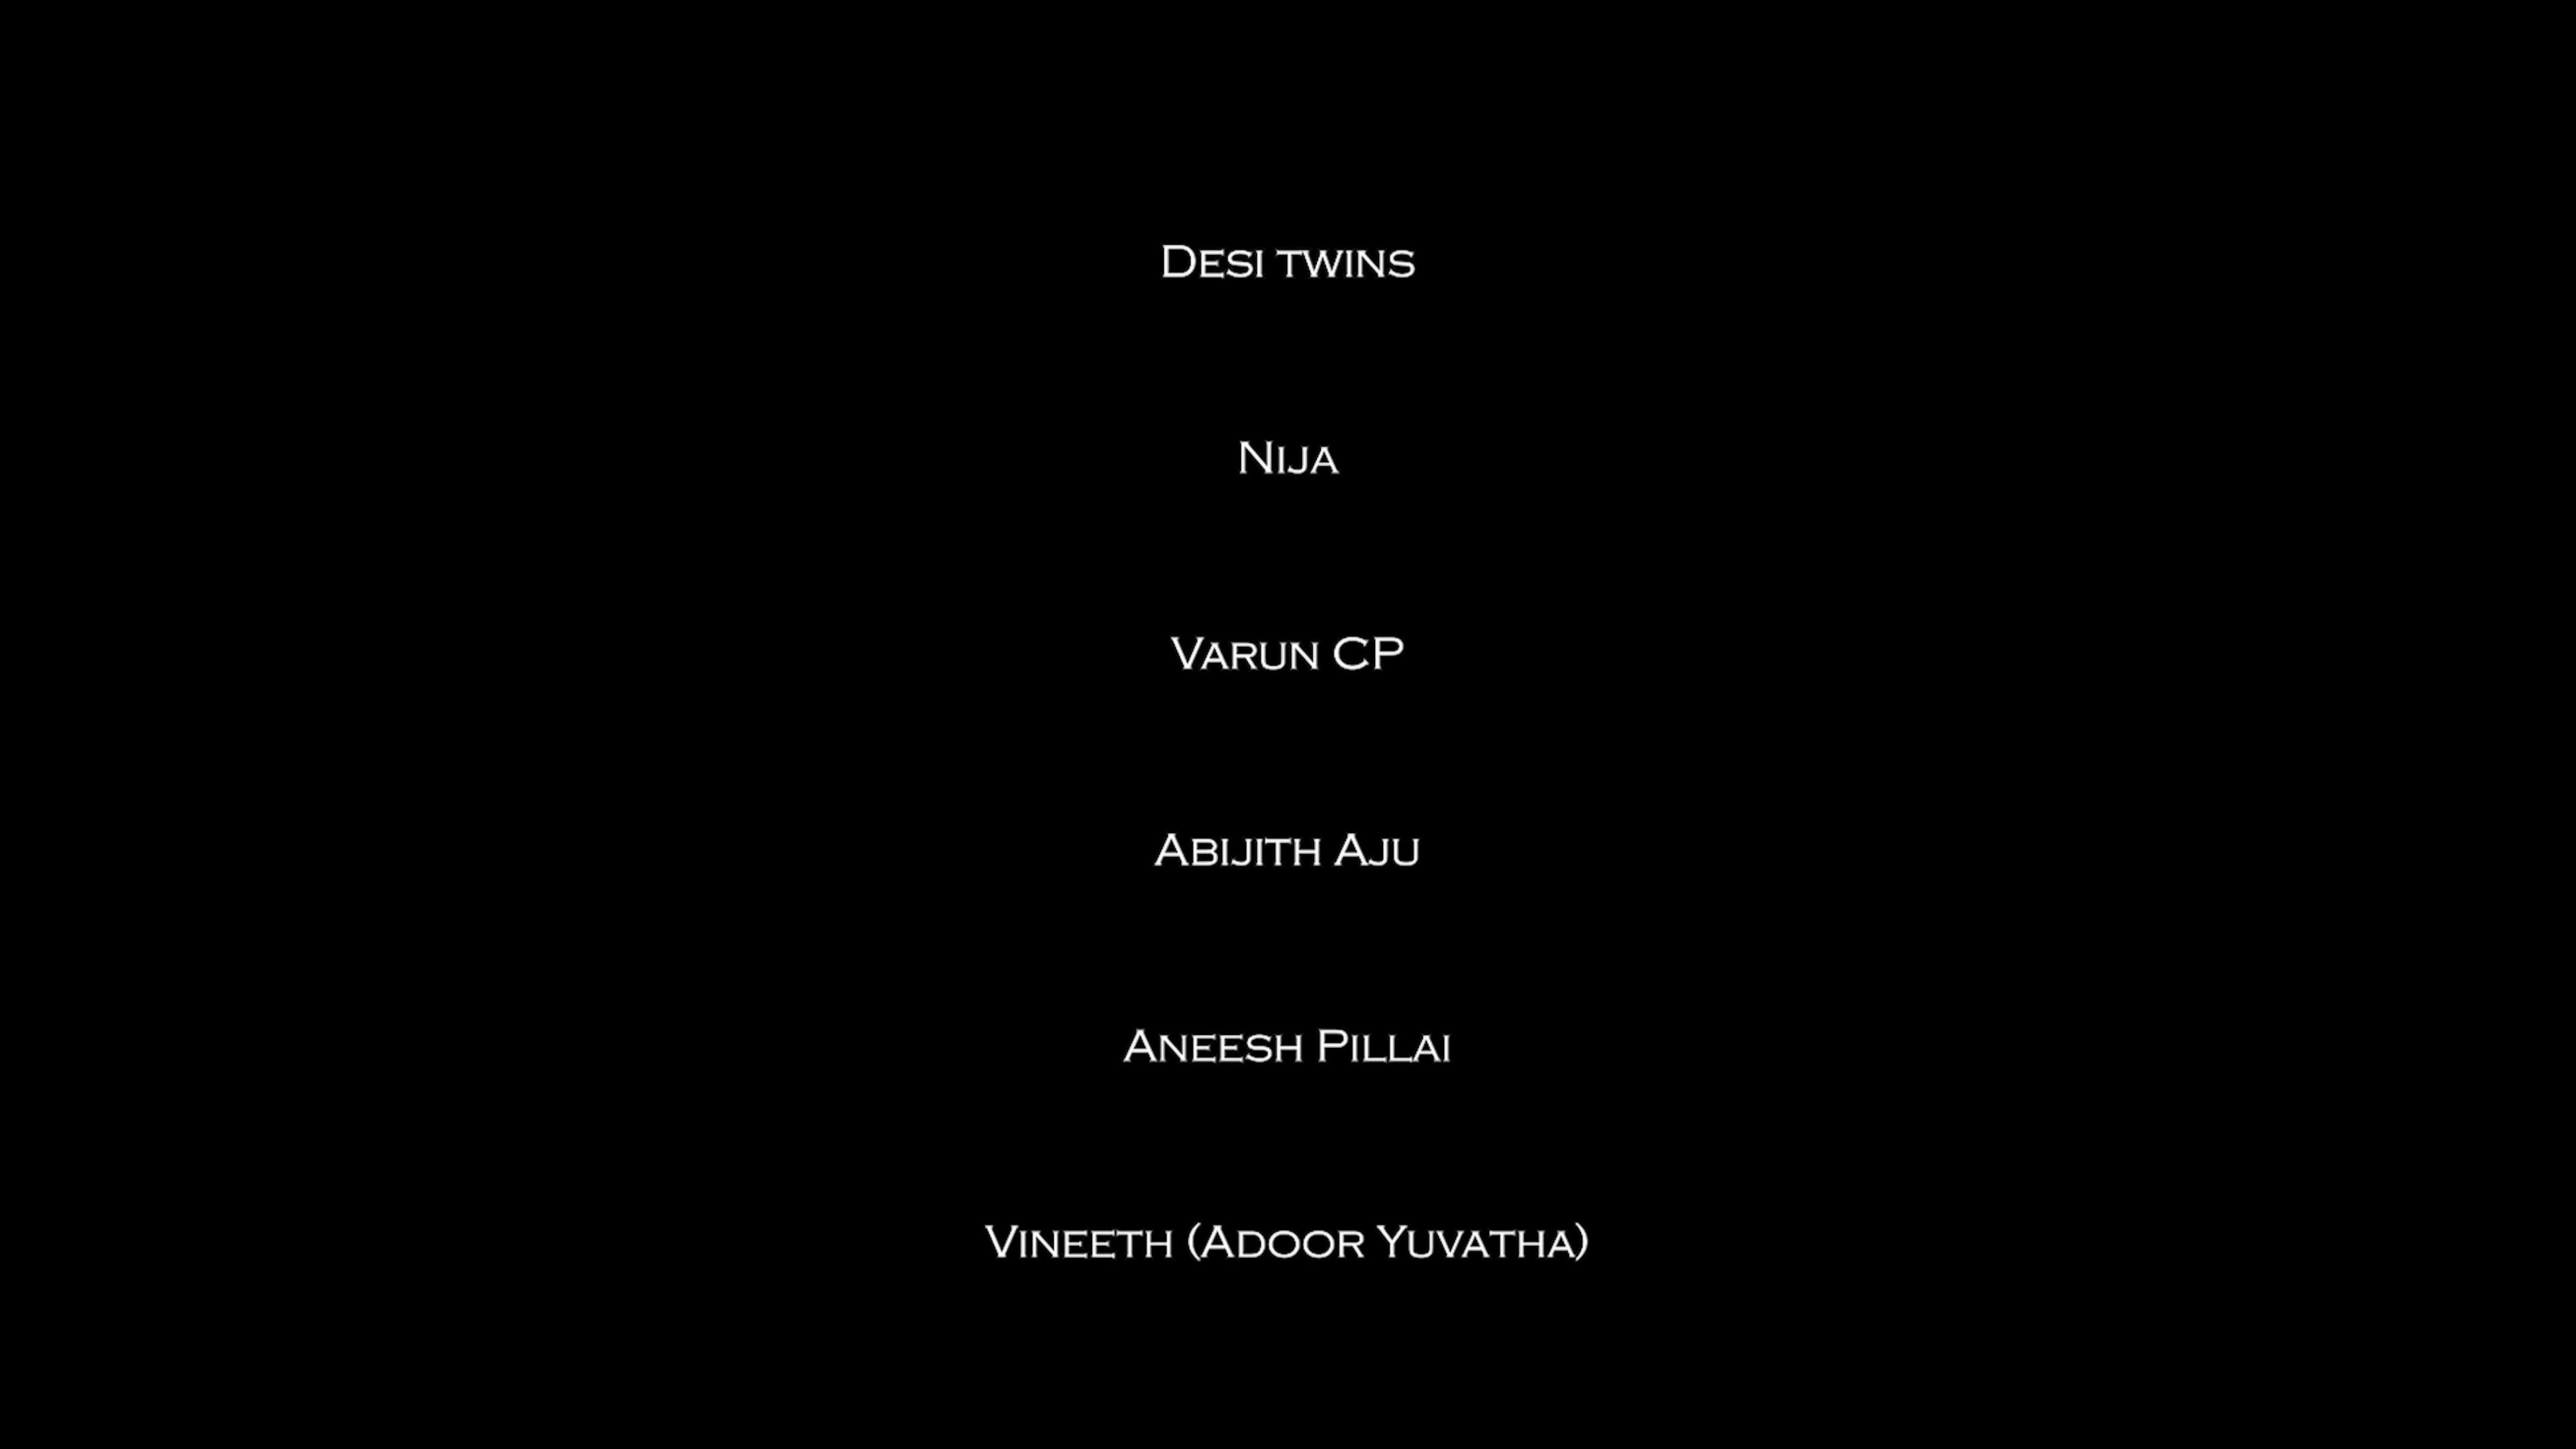 Desi twins
Nija
Varun CP
Abijith Aju
Aneesh Pillai
Vineeth (Adoor Yuvatha)